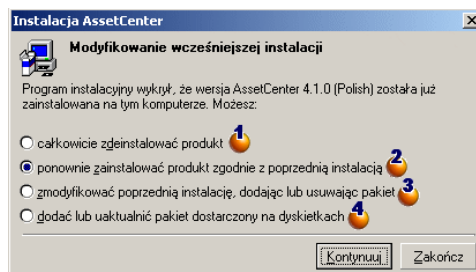 Instalacja AssetCenter
Modyfikowanie wcześniejszej instalacji
Program instalacyjny wykrył, że wersja AssetCenter 4.1.0 (Polish) została już
zainstalowana na tym komputerze. Możesz:
całkowicie zdeinstalować produkt 1
ponownie zainstalować produkt zgodnie z poprzednią instalacją 2
zmodyfikować poprzednią instalację, dodając lub usuwając pakiet 3
dodać lub uaktualnić pakiet dostarczony na dyskietkach 4
Kontynuuj Zakończ